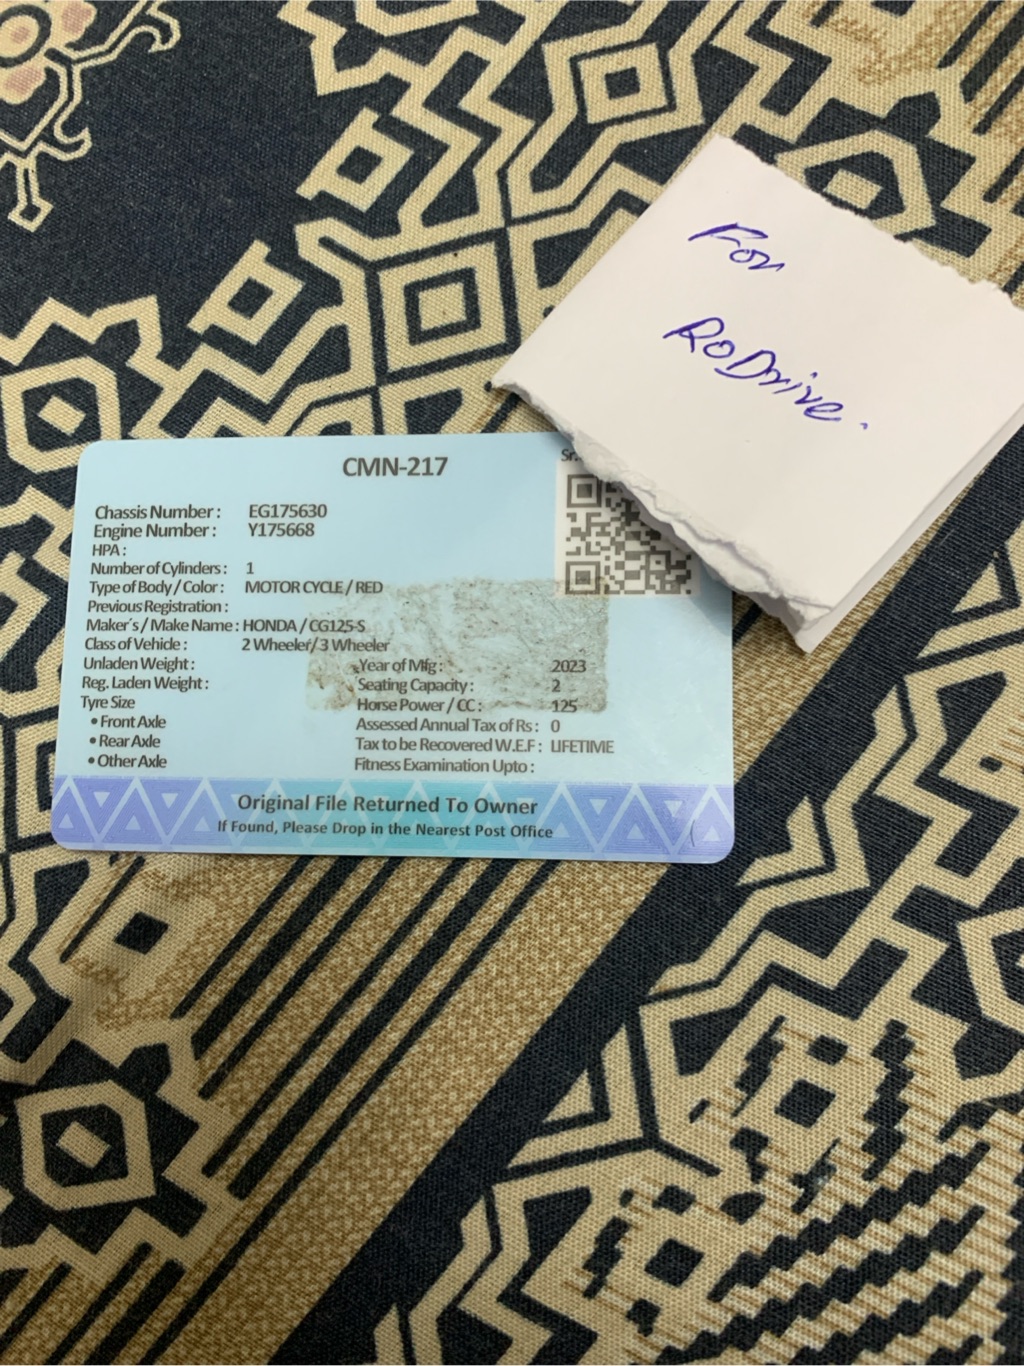 For
RoDrive.
CMN-217
Chassis Number : EG175630
Engine Number : Y175668
HPA :
Number of Cylinders : 1
Type of Body / Color : MOTOR CYCLE / RED
Previous Registration :
Maker's / Make Name : HONDA / CG125-S
Class of Vehicle : 2 Wheeler/3 Wheeler
Unladen Weight : Year of Mfg : 2023
Reg. Laden Weight : Seating Capacity : 2
Tyre Size Horse Power / CC : 125
• Front Axle Assessed Annual Tax of Rs : 0
• Rear Axle Tax to be Recovered W.E.F : LIFETIME
• Other Axle Fitness Examination Upto :
Original File Returned To Owner
If Found, Please Drop in the Nearest Post Office